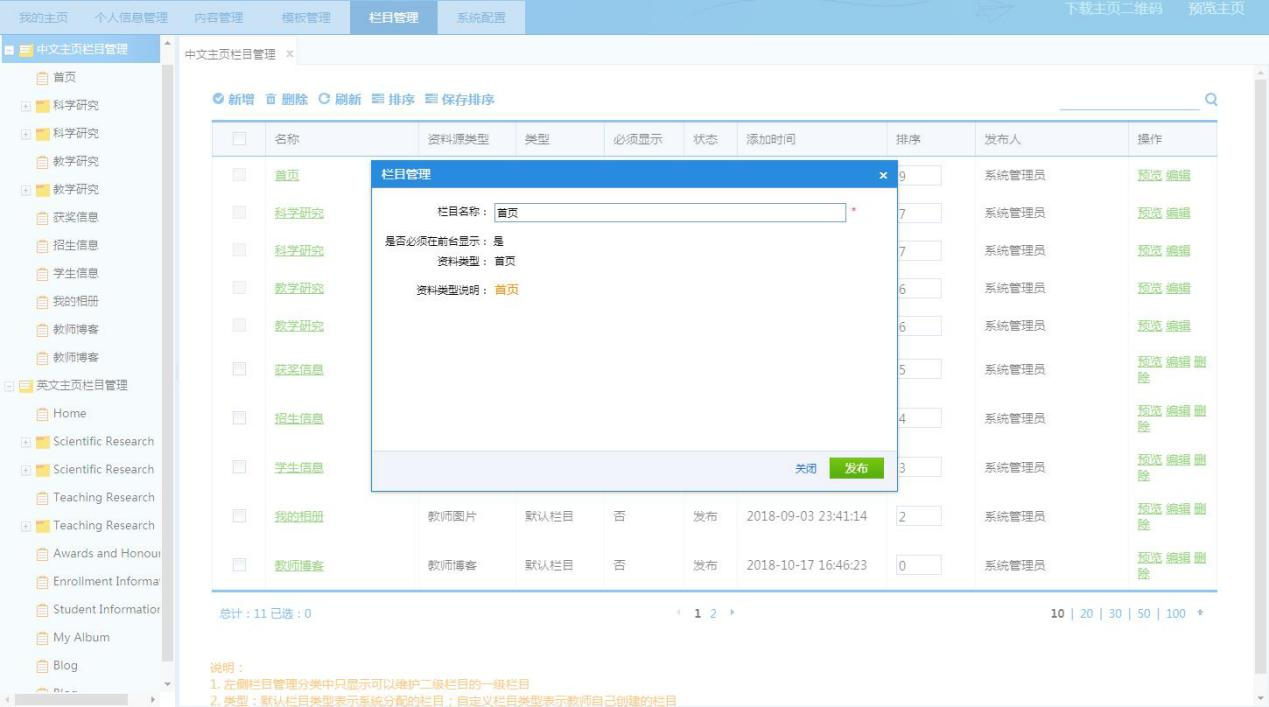 我的主页 个人信息管理 内容管理 模板管理 栏目管理 系统配置 下载主页二维码 预览主页
中文主页栏目管理
首页
科学研究
科学研究
教学研究
教学研究
获奖信息
招生信息
学生信息
我的相册
教师博客
教师博客
英文主页栏目管理
Home
Scientific Research
Scientific Research
Teaching Research
Teaching Research
Awards and Honou
Enrollment Informa
Student Information
My Album
Blog
中文主页栏目管理 ×
新增 删除 刷新 排序 保存排序
名称 资料源类型 类型 必须显示 状态 添加时间 排序 发布人 操作
首页 9 系统管理员 预览 编辑
科学研究 7 系统管理员 预览 编辑
科学研究 7 系统管理员 预览 编辑
教学研究 6 系统管理员 预览 编辑
教学研究 6 系统管理员 预览 编辑
获奖信息 5 系统管理员 预览 编辑 删
除
招生信息 4 系统管理员 预览 编辑 删
除
学生信息 3 系统管理员 预览 编辑 删
除
我的相册 教师图片 默认栏目 否 发布 2018-09-03 23:41:14 2 系统管理员 预览 编辑 删
除
教师博客 教师博客 默认栏目 否 发布 2018-10-17 16:46:23 0 系统管理员 预览 编辑 删
除
栏目管理 ×
栏目名称： 首页 *
是否必须在前台显示： 是
资料类型： 首页
资料类型说明： 首页
关闭 发布
总计：11 已选：0 1 2 10 | 20 | 30 | 50 | 100
说明：
1. 左侧栏目管理分类中只显示可以维护二级栏目的一级栏目
2. 类型：默认栏目类型表示系统分配的栏目；自定义栏目类型表示教师自己创建的栏目